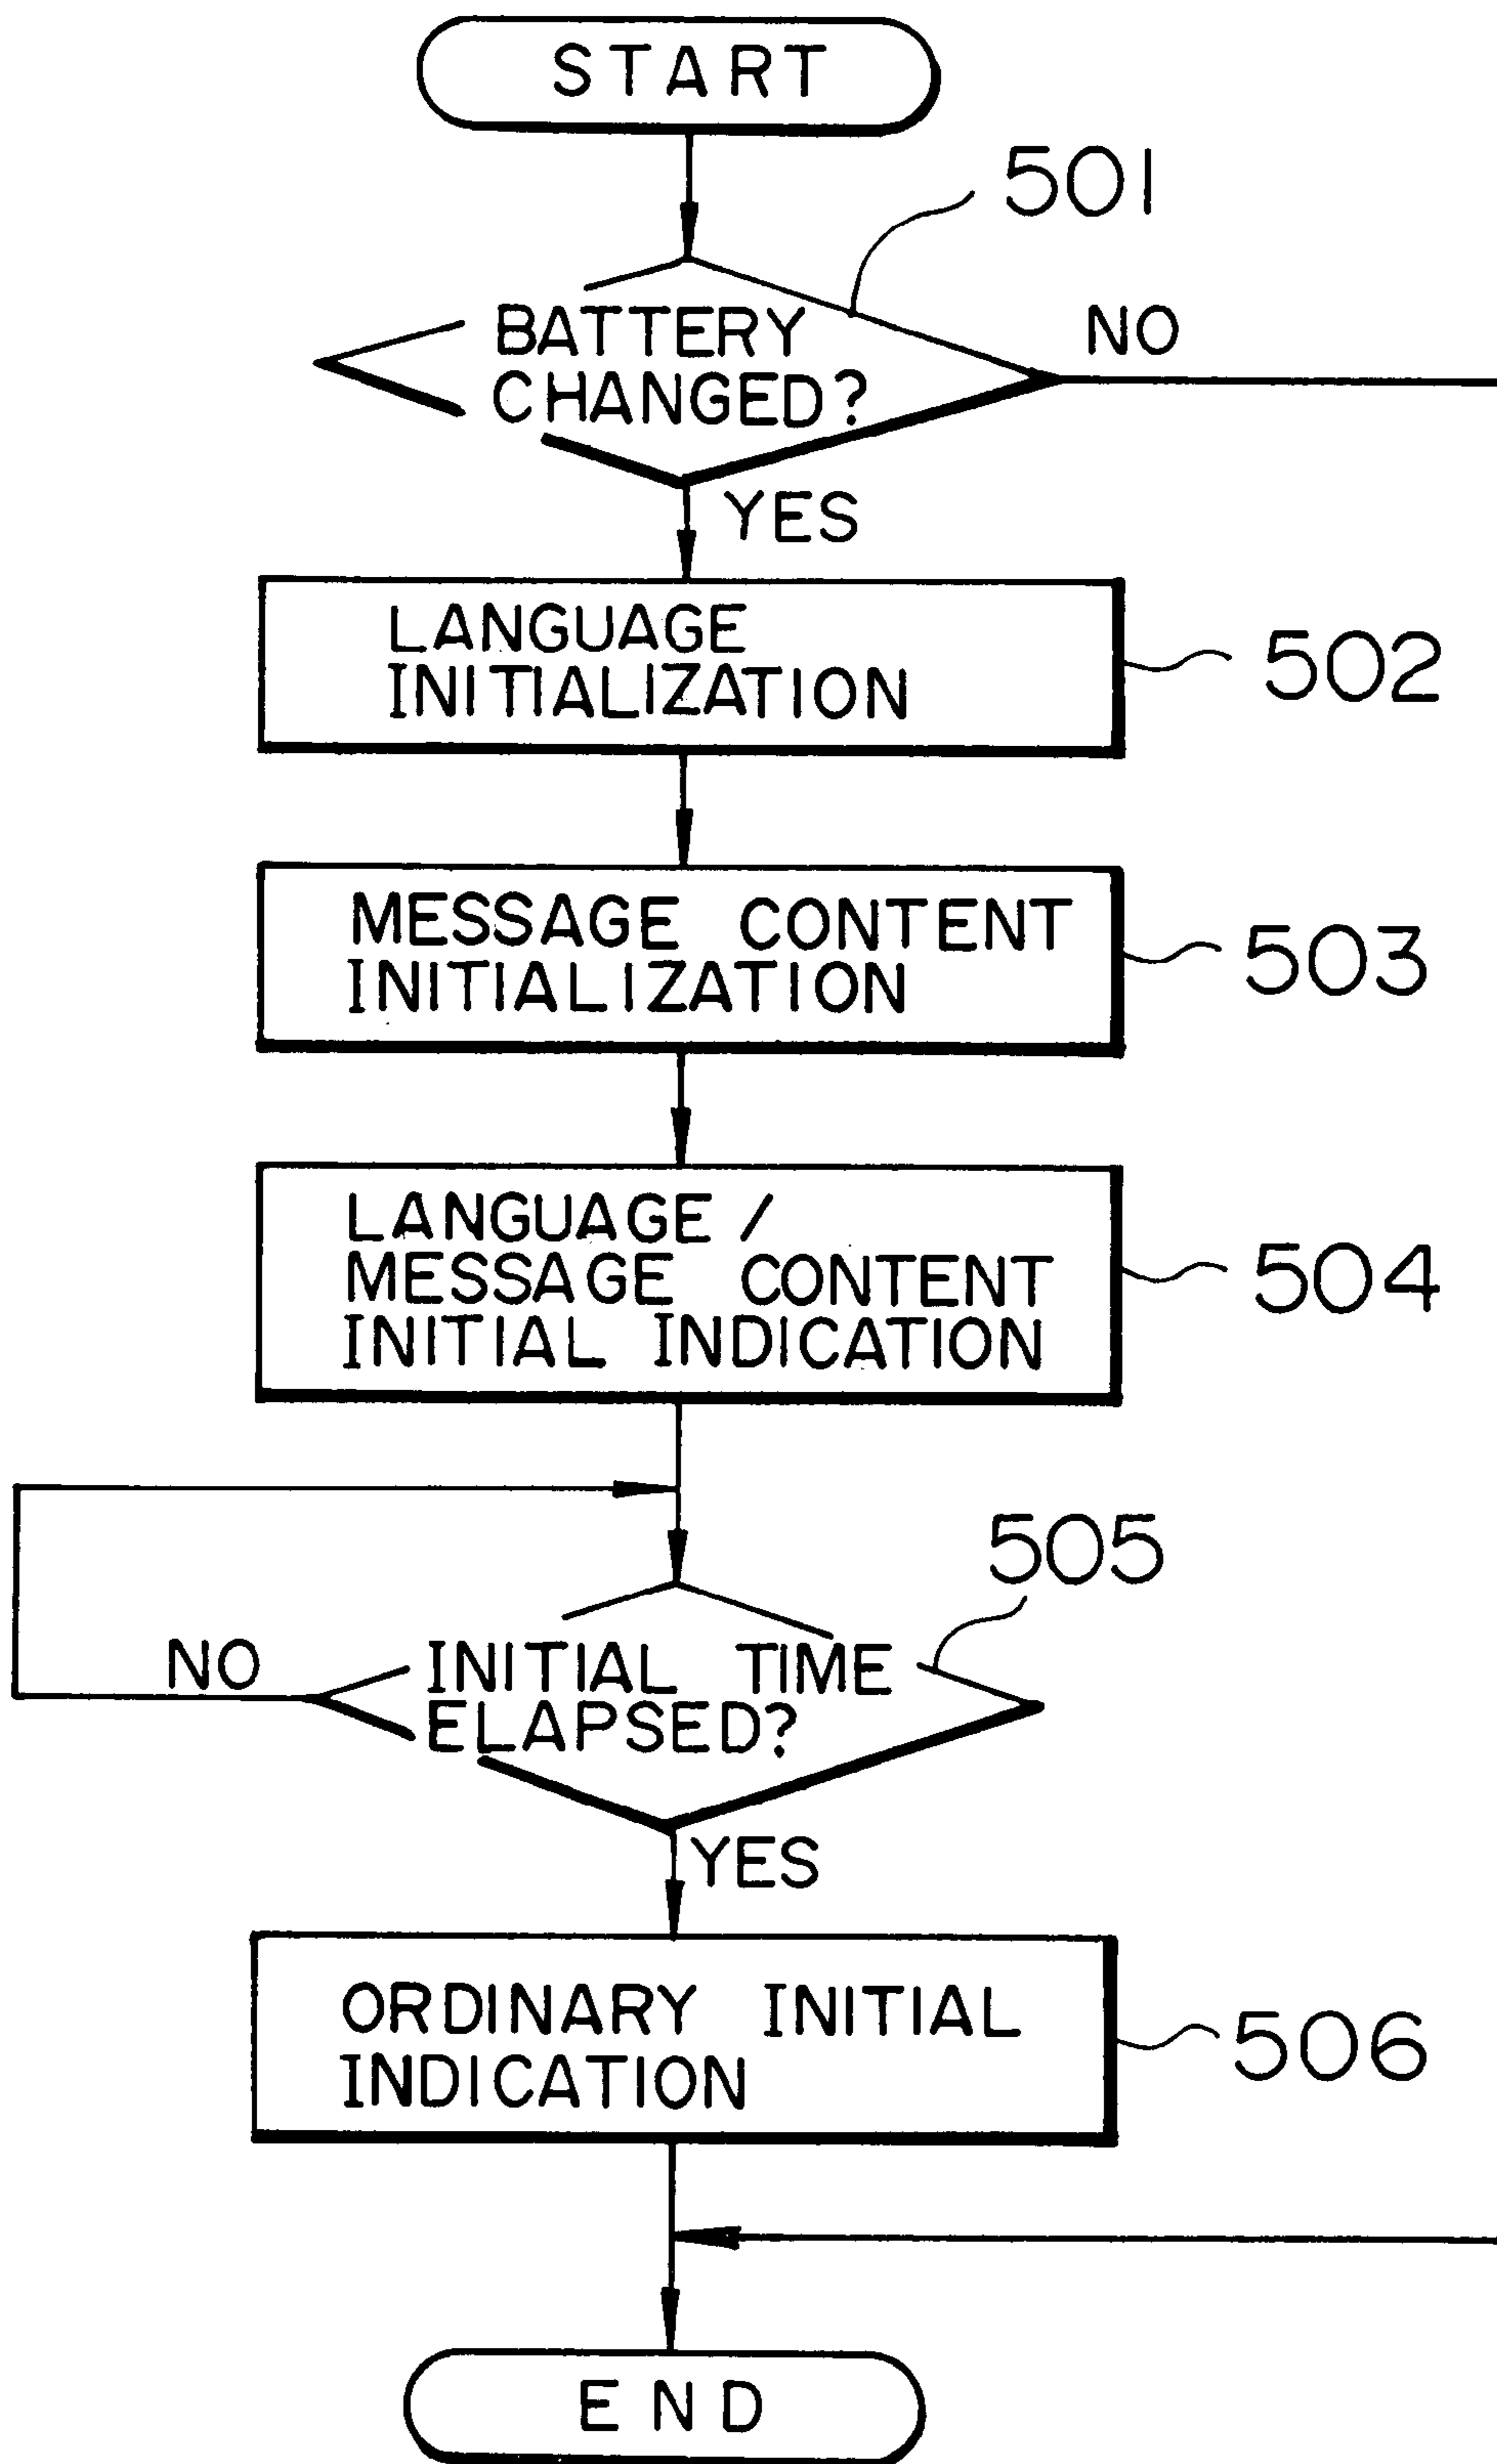 START
501
BATTERY
CHANGED?
NO
YES
LANGUAGE
INITIALIZATION
502
MESSAGE CONTENT
INITIALIZATION
503
LANGUAGE /
MESSAGE CONTENT
INITIAL INDICATION
504
505
NO
INITIAL TIME
ELAPSED?
YES
ORDINARY INITIAL
INDICATION
506
END